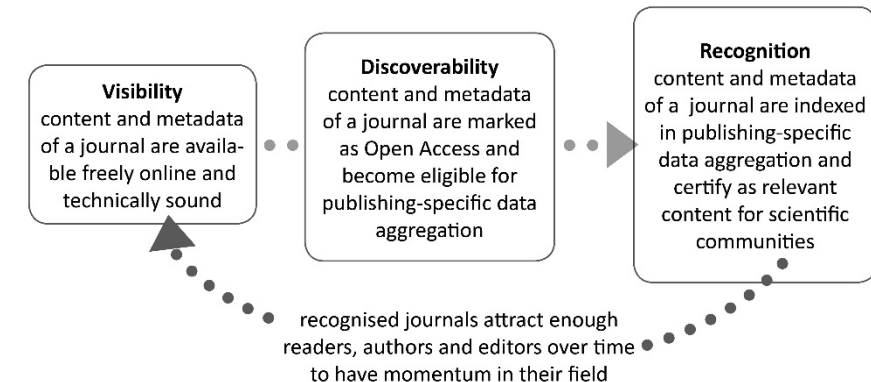 Visibility
content and metadata
of a journal are availa-
ble freely online and
technically sound
Discoverability
content and metadata
of a journal are marked
as Open Access and
become eligible for
publishing-specific data
aggregation
Recognition
content and metadata
of a journal are indexed
in publishing-specific
data aggregation and
certify as relevant
content for scientific
communities
recognised journals attract enough
readers, authors and editors over time
to have momentum in their field